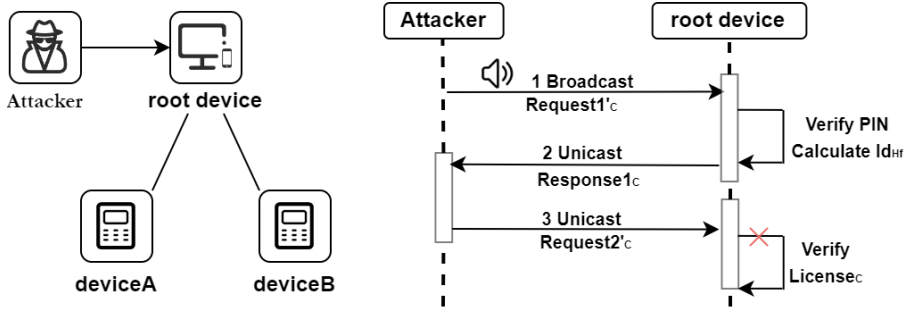 Attacker
root device
deviceA
deviceB
Attacker
root device
1 Broadcast
Request1'C
Verify PIN
Calculate IdHf
2 Unicast
Response1C
3 Unicast
Request2'C
Verify
LicenseC